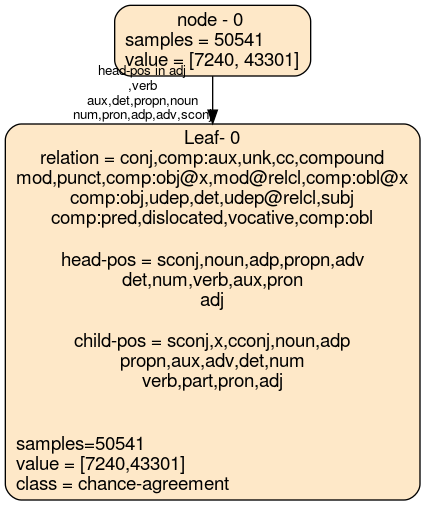 node - 0
samples = 50541
value = [7240, 43301]
head-pos in adj
,verb
aux,det,propn,noun
num,pron,adp,adv,sconj
Leaf- 0
relation = conj,comp:aux,unk,cc,compound
mod,punct,comp:obj@x,mod@relcl,comp:obl@x
comp:obj,udep,det,udep@relcl,subj
comp:pred,dislocated,vocative,comp:obl
head-pos = sconj,noun,adp,propn,adv
det,num,verb,aux,pron
adj
child-pos = sconj,x,cconj,noun,adp
propn,aux,adv,det,num
verb,part,pron,adj
samples=50541
value = [7240,43301]
class = chance-agreement